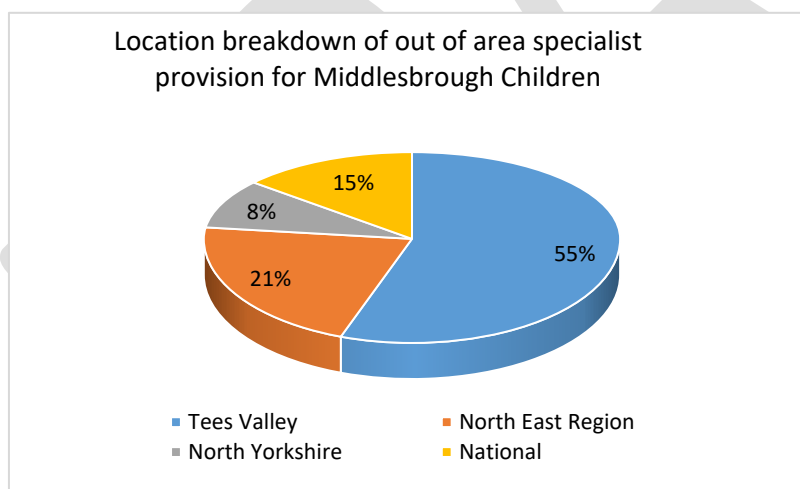 Location breakdown of out of area specialist
provision for Middlesbrough Children
15%
8%
55%
21%
Tees Valley
North East Region
North Yorkshire
National